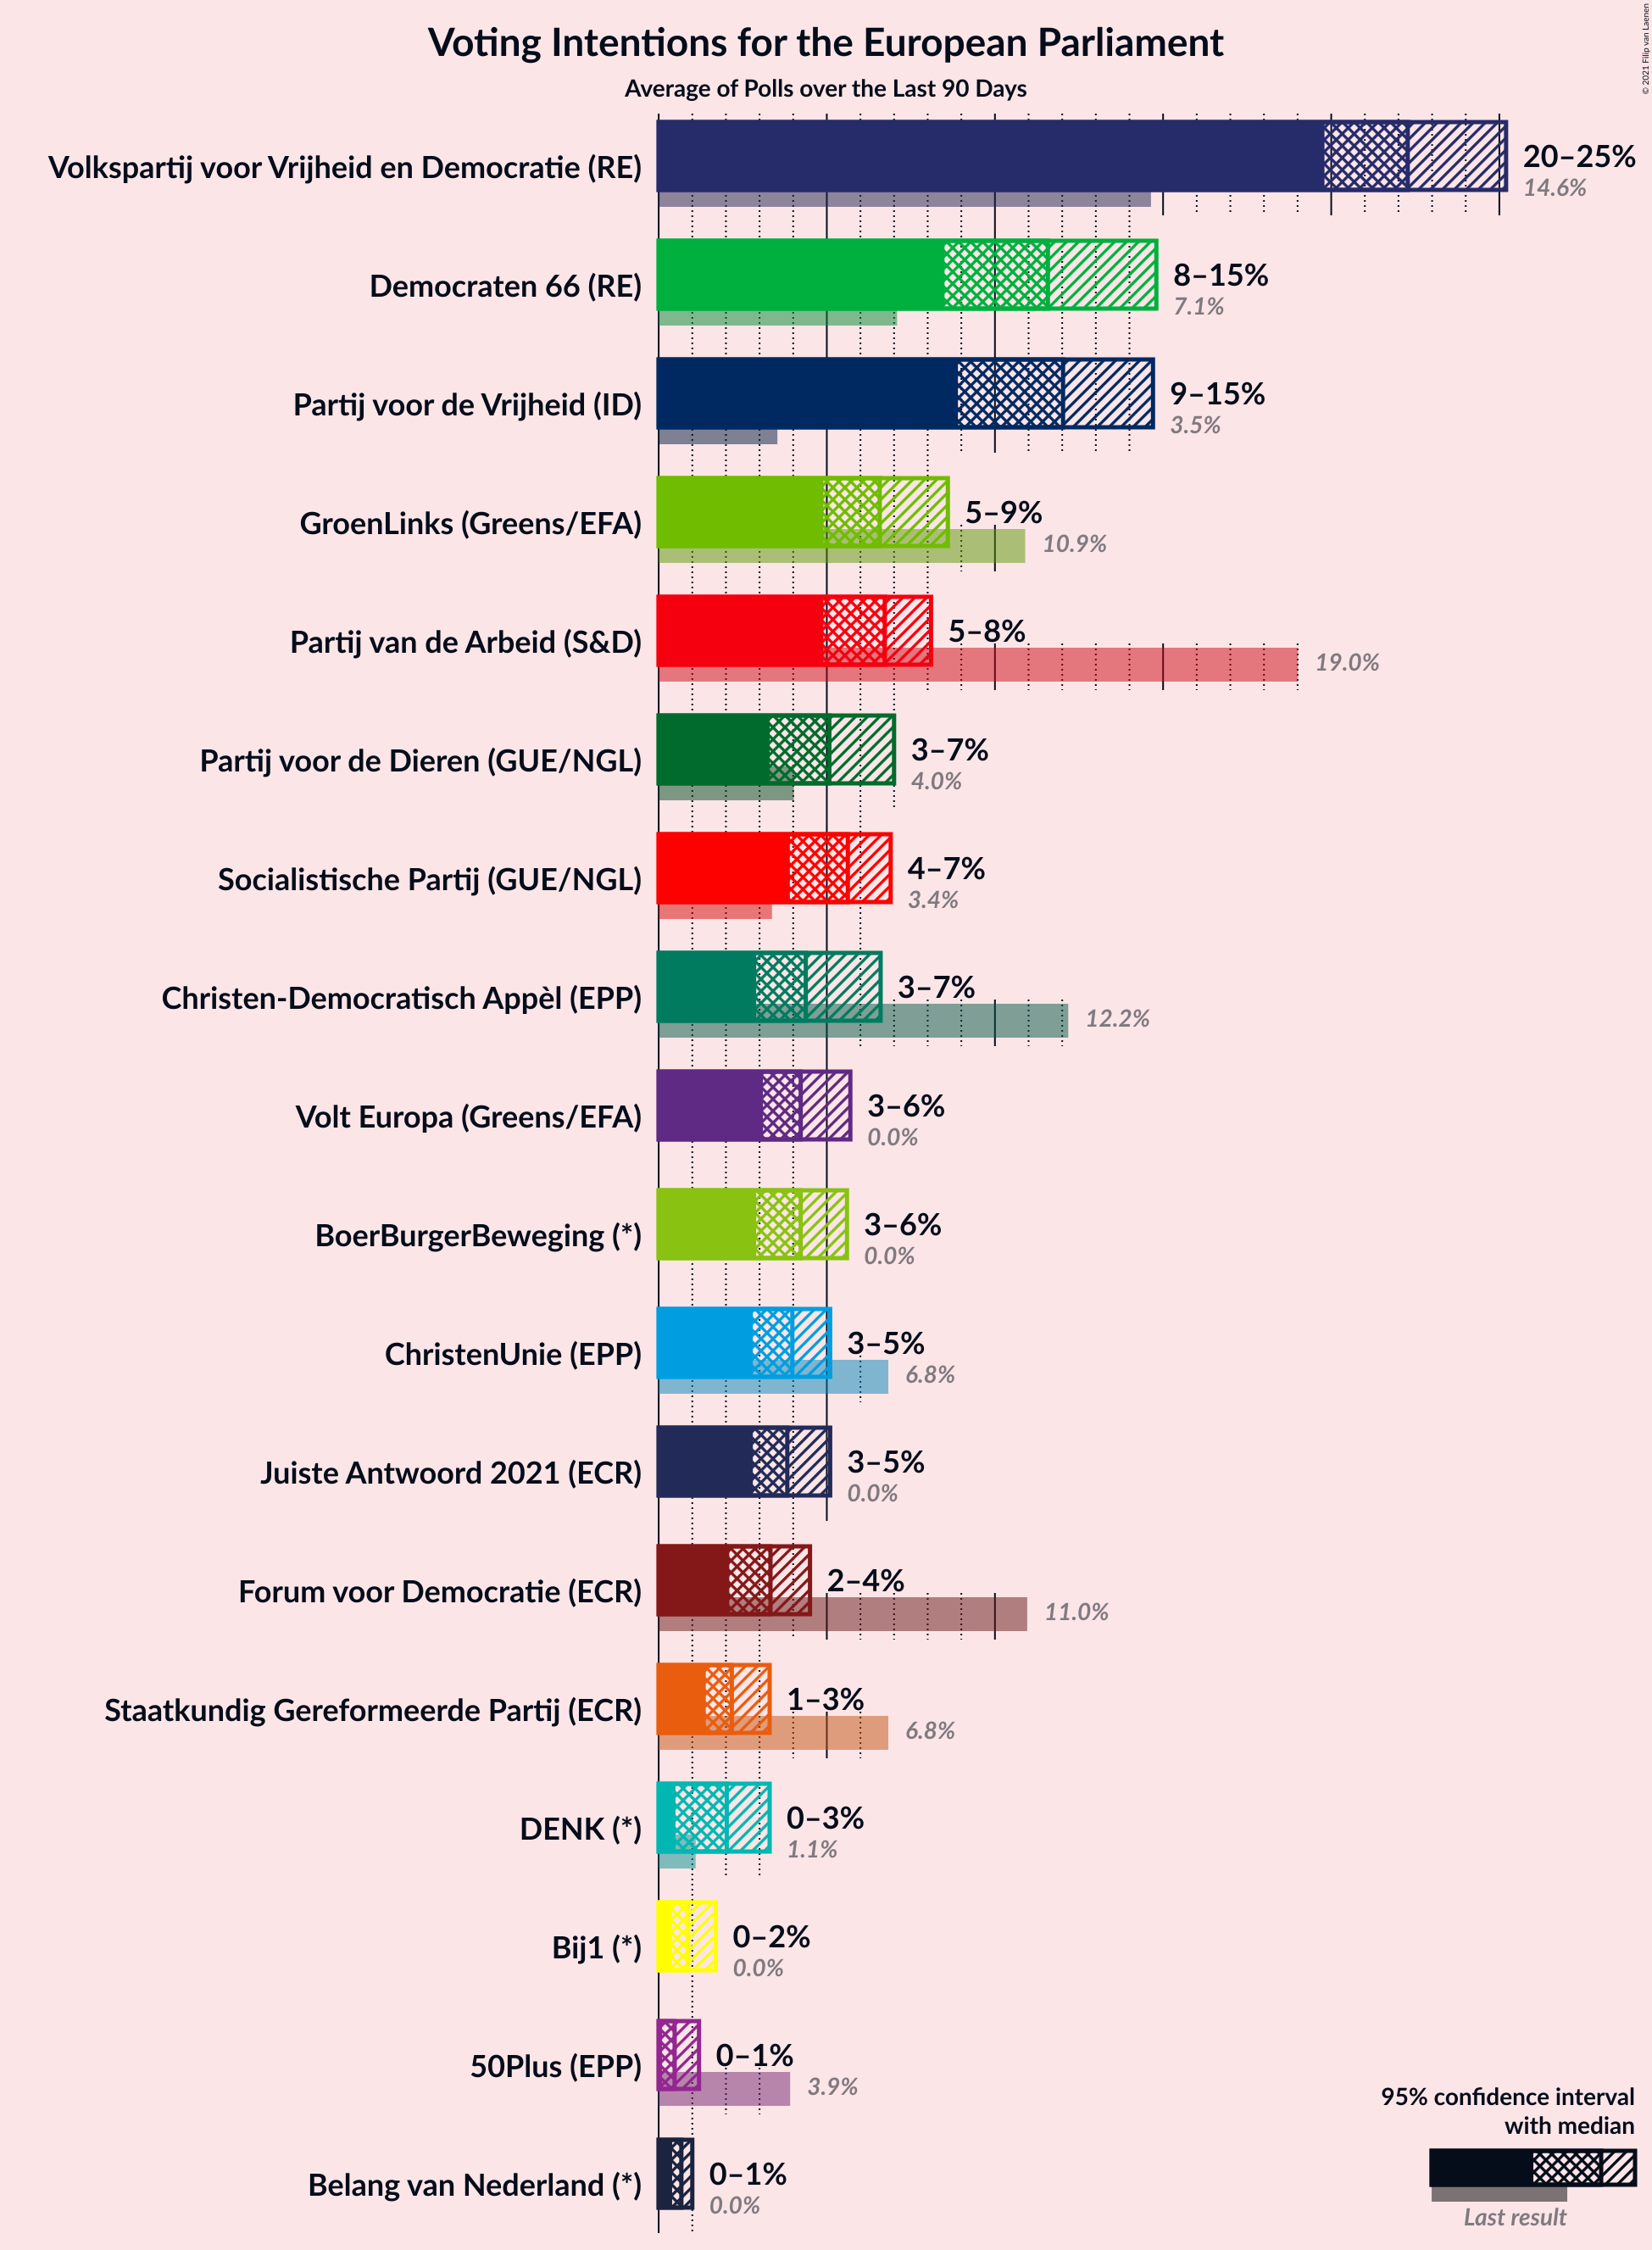 Voting Intentions for the European Parliament
Average of Polls over the Last 90 Days
© 2021 Filip van Laenen
Volkspartij voor Vrijheid en Democratie (RE)
20–25%
14.6%
Democraten 66 (RE)
8–15%
7.1%
Partij voor de Vrijheid (ID)
9–15%
3.5%
GroenLinks (Greens/EFA)
5–9%
10.9%
Partij van de Arbeid (S&D)
5–8%
19.0%
Partij voor de Dieren (GUE/NGL)
3–7%
4.0%
Socialistische Partij (GUE/NGL)
4–7%
3.4%
Christen-Democratisch Appèl (EPP)
3–7%
12.2%
Volt Europa (Greens/EFA)
3–6%
0.0%
BoerBurgerBeweging (*)
3–6%
0.0%
ChristenUnie (EPP)
3–5%
6.8%
Juiste Antwoord 2021 (ECR)
3–5%
0.0%
Forum voor Democratie (ECR)
2–4%
11.0%
Staatkundig Gereformeerde Partij (ECR)
1–3%
6.8%
DENK (*)
0–3%
1.1%
Bij1 (*)
0–2%
0.0%
50Plus (EPP)
0–1%
3.9%
Belang van Nederland (*)
0–1%
0.0%
95% confidence interval
with median
Last result